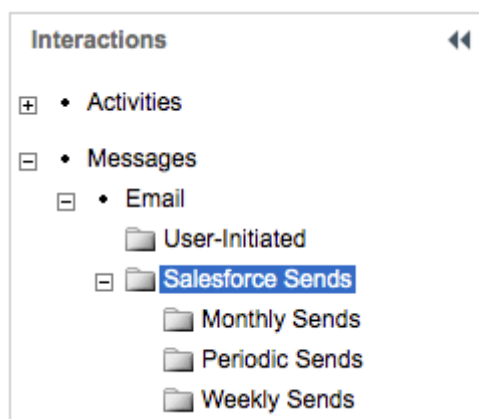 Interactions
Activities
Messages
Email
User-Initiated
Salesforce Sends
Monthly Sends
Periodic Sends
Weekly Sends